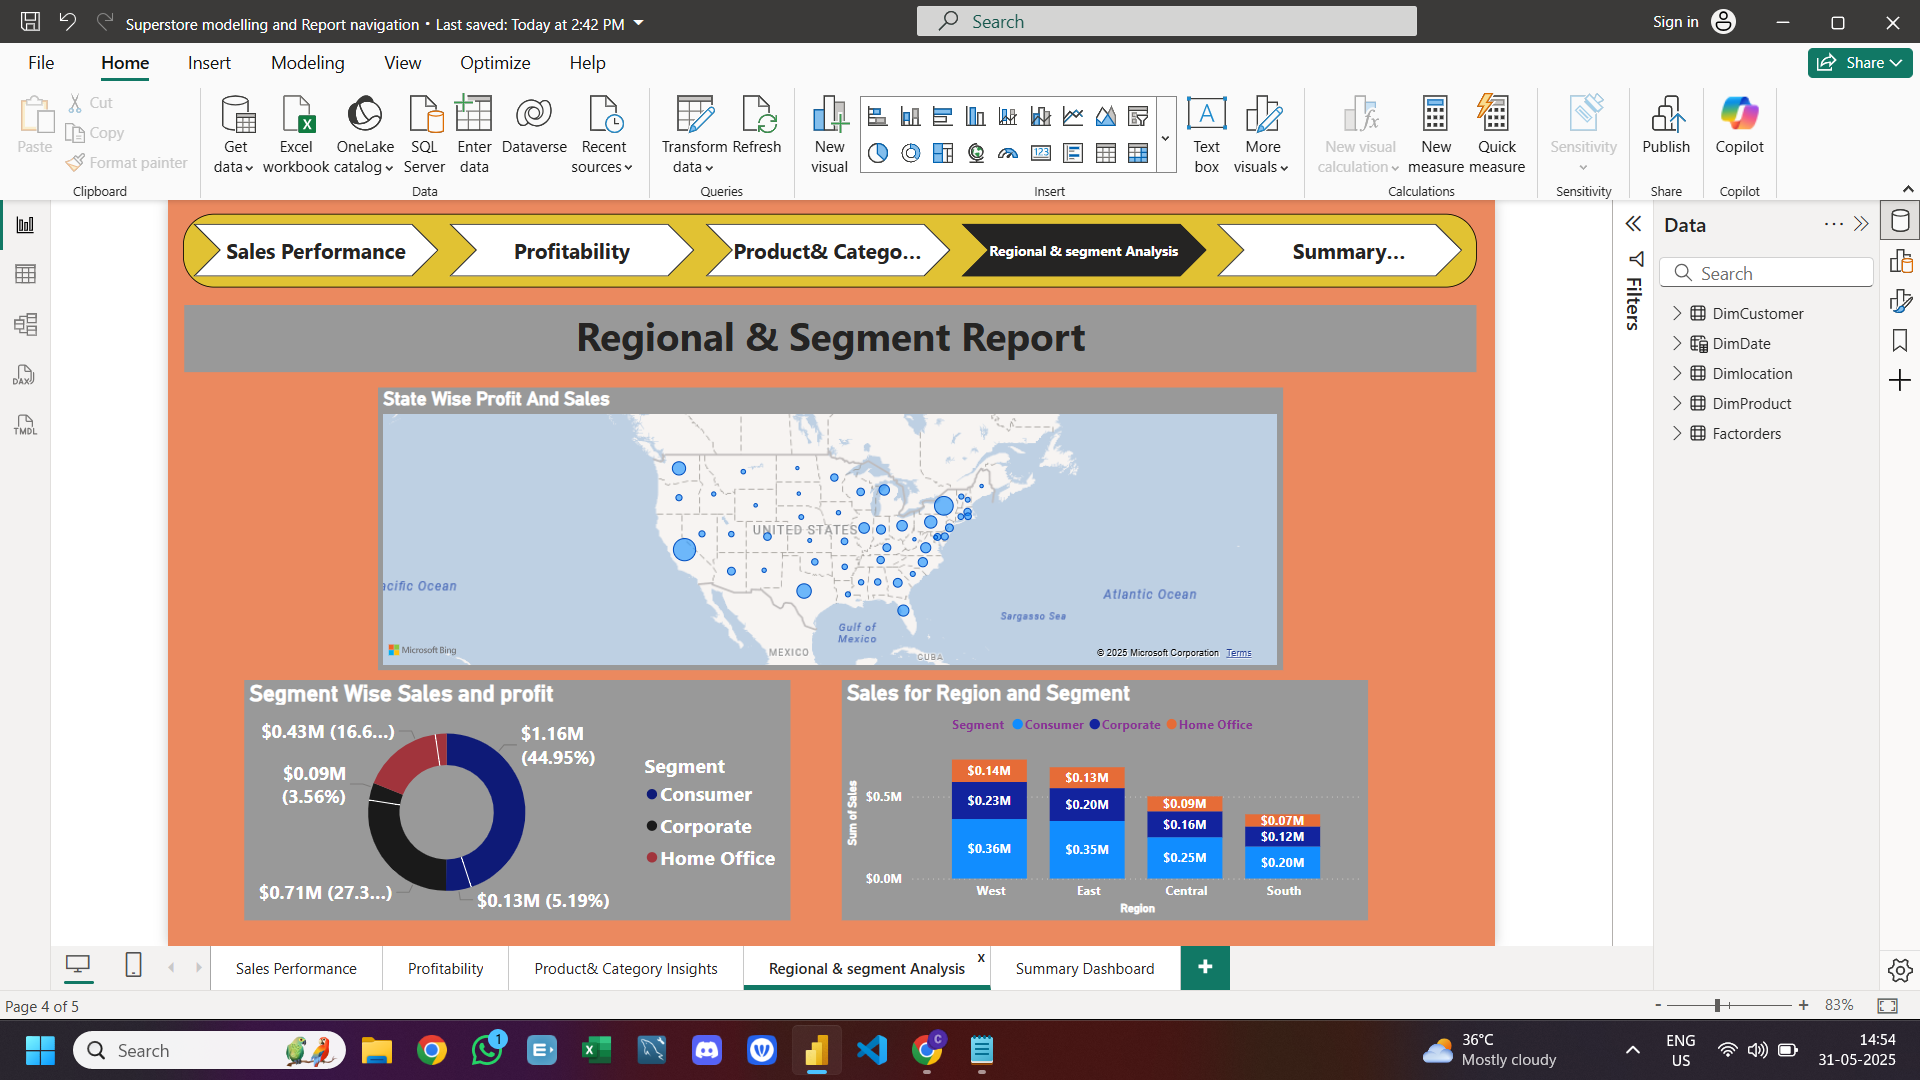 Superstore modelling and Report navigation • Last saved: Today at 2:42 PM
Search
Sign in
File
Home
Insert
Modeling
View
Optimize
Help
Share
Paste
Cut
Copy
Format painter
Clipboard
Get data
Excel workbook
OneLake catalog
SQL Server
Enter data
Dataverse
Recent sources
Data
Transform data
Refresh
Queries
New visual
Text box
More visuals
Insert
New visual calculation
New measure
Quick measure
Calculations
Sensitivity
Sensitivity
Publish
Share
Copilot
Copilot
Sales Performance
Profitability
Product& Catego...
Regional & segment Analysis
Summary...
Regional & Segment Report
State Wise Profit And Sales
UNITED STATES
acific Ocean
Atlantic Ocean
Sargasso Sea
Gulf of
Mexico
MEXICO
CUBA
Microsoft Bing
© 2025 Microsoft Corporation Terms
Segment Wise Sales and profit
$0.43M (16.6...)
$1.16M
(44.95%)
$0.09M
(3.56%)
$0.71M (27.3...)
$0.13M (5.19%)
Segment
Consumer
Corporate
Home Office
Sales for Region and Segment
Segment Consumer Corporate Home Office
Sum of Sales
$0.5M
$0.0M
$0.14M
$0.23M
$0.36M
West
$0.13M
$0.20M
$0.35M
East
$0.09M
$0.16M
$0.25M
Central
$0.07M
$0.12M
$0.20M
South
Region
Filters
Data
Search
DimCustomer
DimDate
Dimlocation
DimProduct
Factorders
DAX
TMDL
Sales Performance
Profitability
Product& Category Insights
Regional & segment Analysis
x
Summary Dashboard
+
Page 4 of 5
- + 83%
Search
1
C
36°C
Mostly cloudy
ENG
US
14:54
31-05-2025